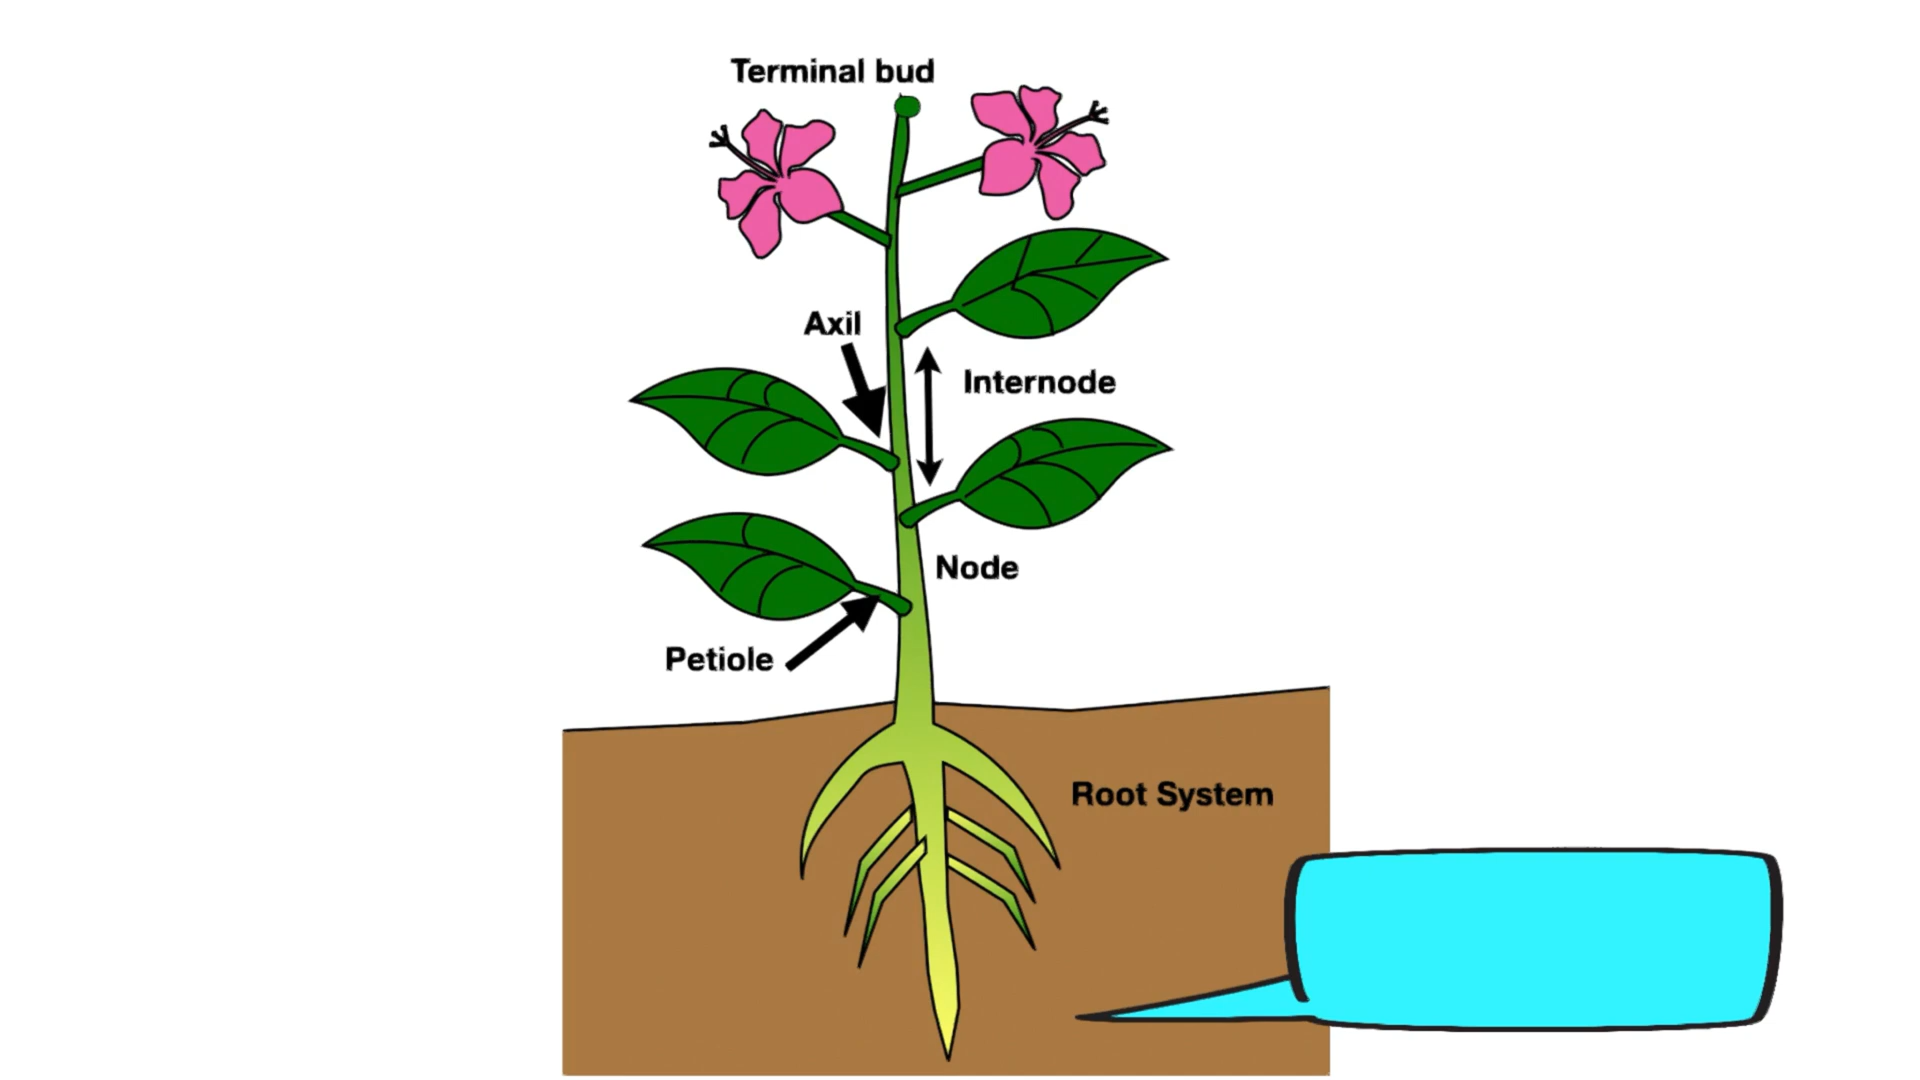 Terminal bud
Axil
Internode
Node
Petiole
Root System